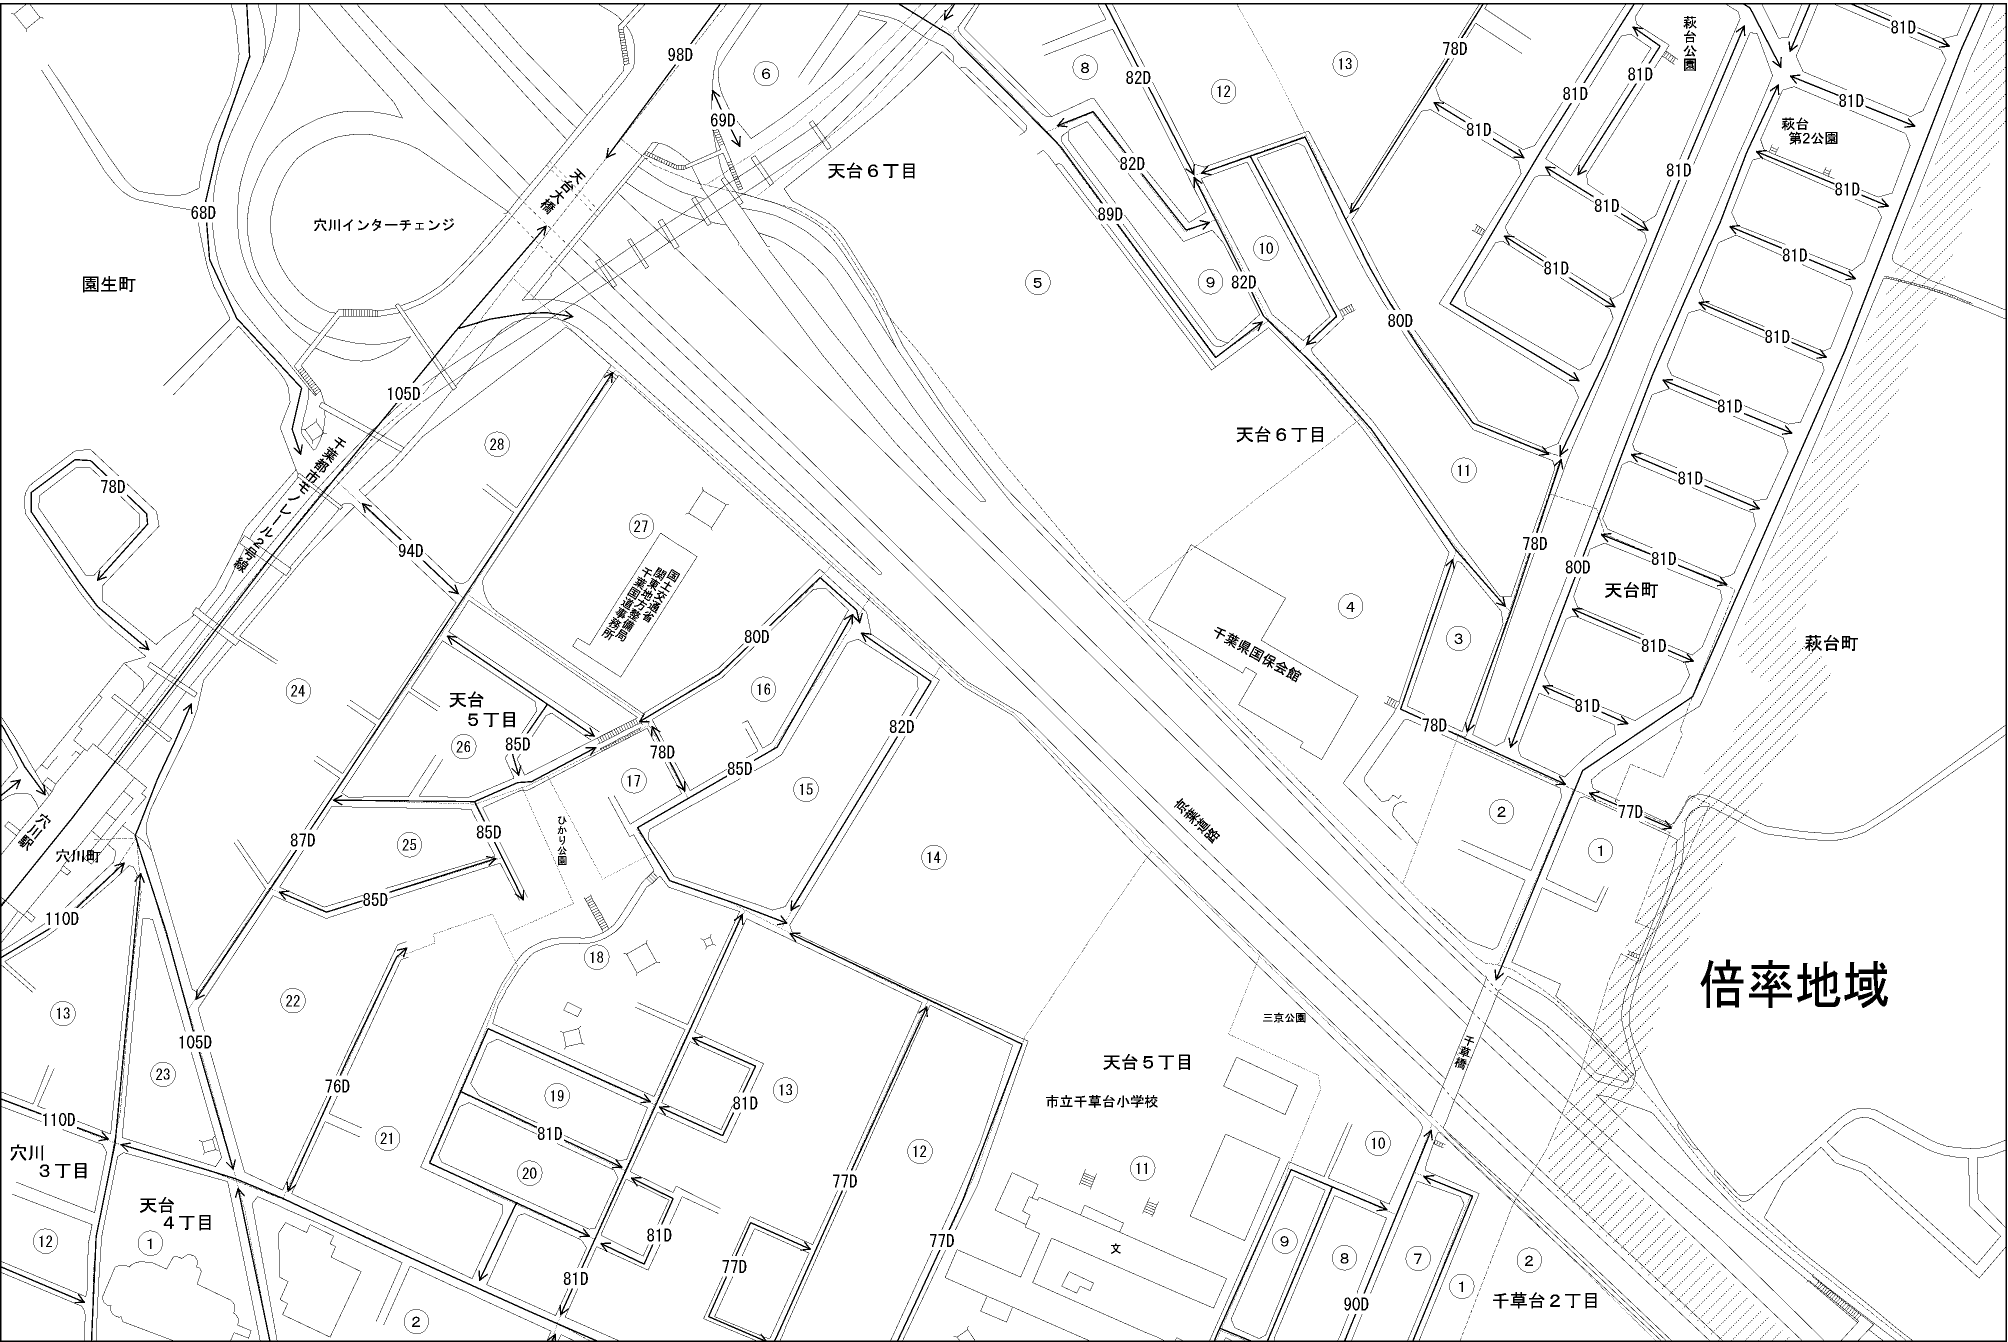 98D
81D
78D
萩台公園
⑧
82D
⑬
81D
⑥
⑫
81D
81D
69D
81D
萩台
第2公園
天台６丁目
82D
81D
81D
81D
天台大橋
68D
89D
81D
穴川インターチェンジ
⑩
81D
園生町
⑤
⑨
82D
81D
80D
81D
105D
81D
㉘
天台６丁目
千葉都市モノレール2号線
⑪
78D
81D
㉗
94D
78D
81D
国土交通省
関東地方整備局
千葉国道事務所
80D
天台町
④
③
80D
千葉県国保会館
81D
萩台町
㉔
天台
５丁目
⑯
82D
81D
㉖
85D
78D
78D
85D
⑰
⑮
京葉道路
②
77D
穴川駅
85D
ひかり公園
87D
㉕
穴川町
⑭
①
85D
110D
⑱
倍率地域
㉒
⑬
三京公園
105D
千草橋
天台５丁目
㉓
76D
⑲
⑬
81D
市立千草台小学校
110D
㉑
81D
⑫
⑩
穴川
３丁目
⑳
77D
⑪
天台
４丁目
81D
⑫
①
77D
文
⑨
⑧
⑦
②
77D
81D
①
90D
千草台２丁目
②